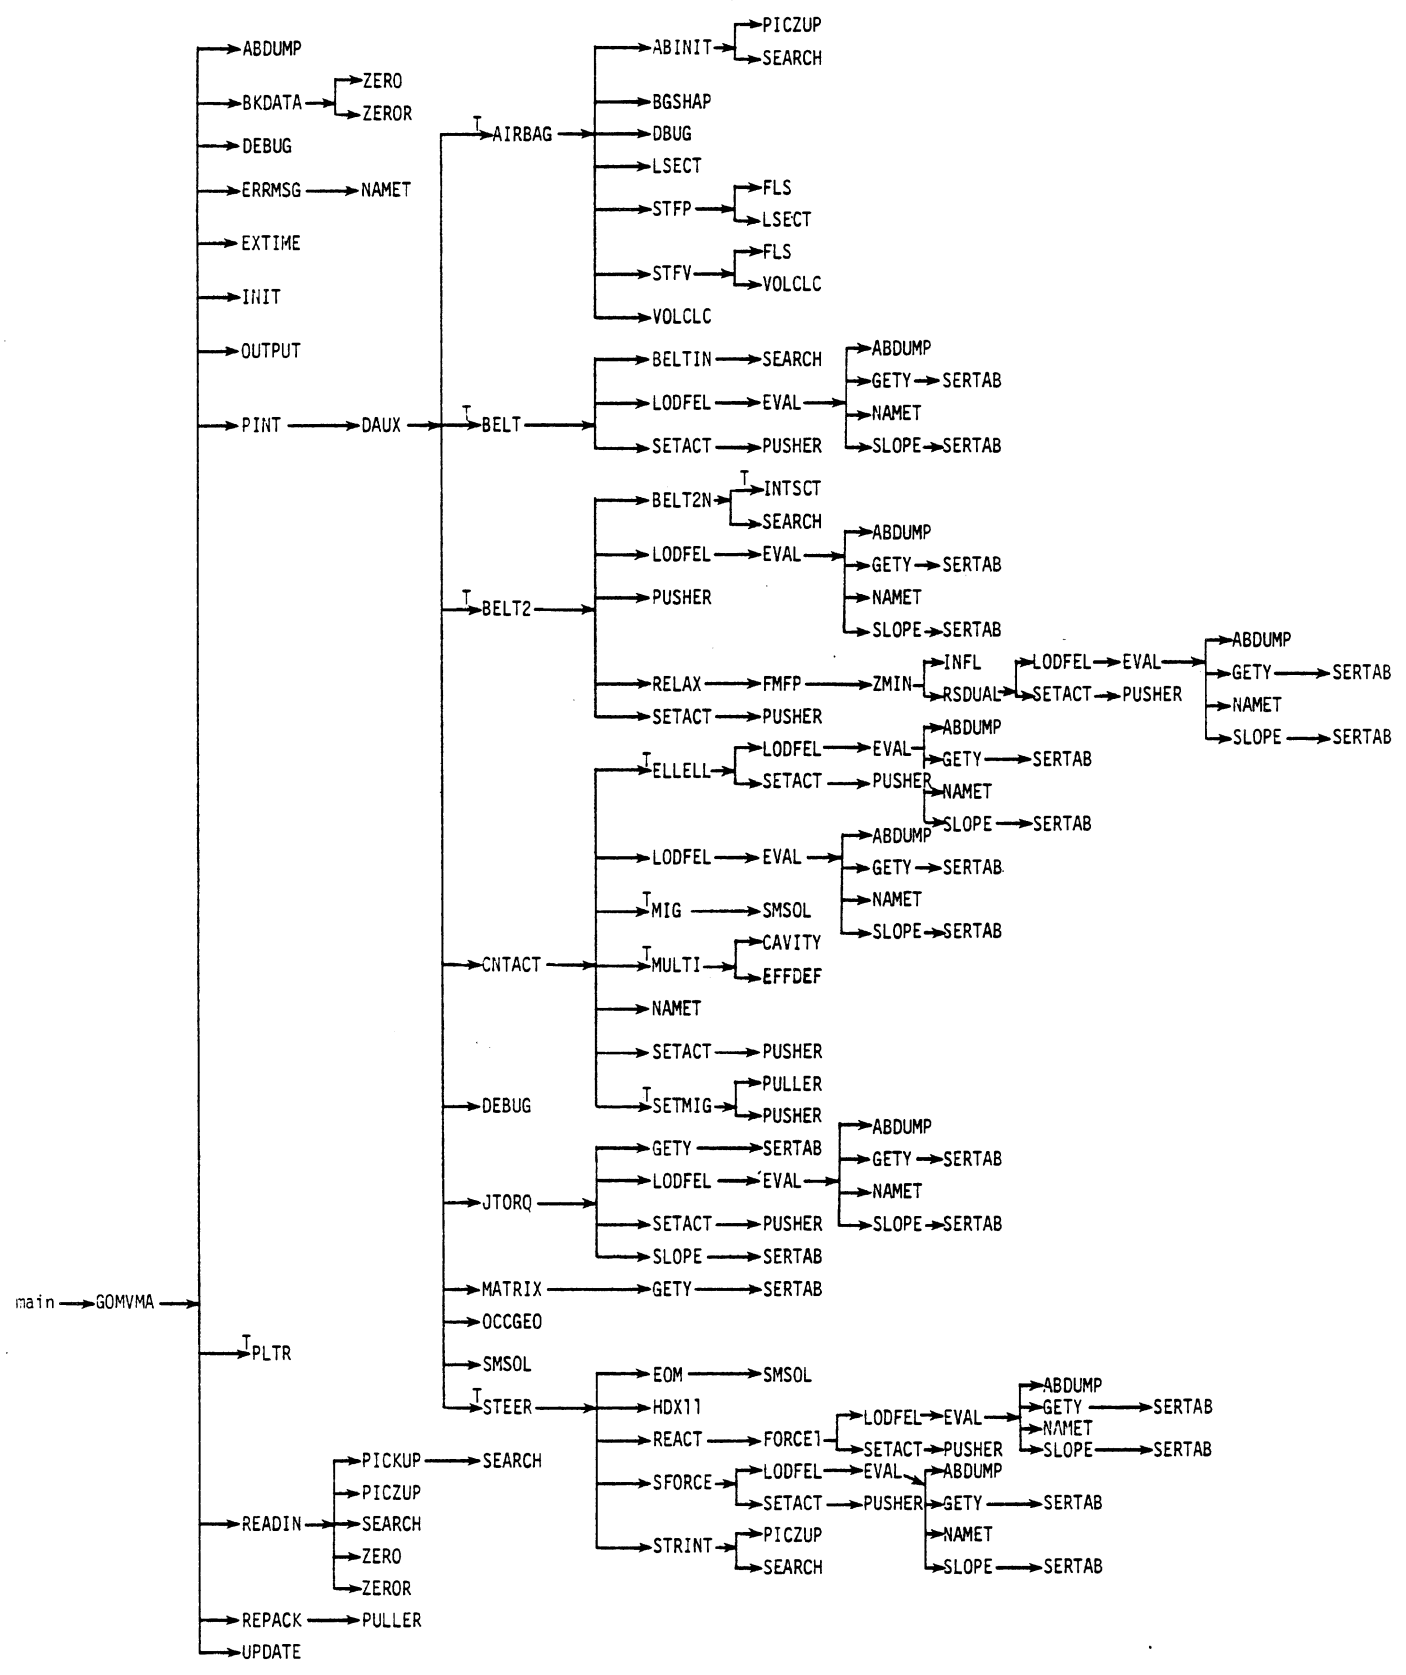 PICZUP
ABDUMP
ABINIT
SEARCH
ZERO
BKDATA
BGSHAP
ZEROR
T
AIRBAG
DBUG
DEBUG
LSECT
ERRMSG
NAMET
FLS
STFP
LSECT
EXTIME
FLS
STFV
VOLCLC
INIT
VOLCLC
OUTPUT
BELTIN
SEARCH
ABDUMP
GETY
SERTAB
LODFEL
EVAL
NAMET
T
PINT
DAUX
BELT
SETACT
PUSHER
SLOPE
SERTAB
T
INTSCT
BELT2N
SEARCH
ABDUMP
LODFEL
EVAL
GETY
SERTAB
PUSHER
NAMET
T
BELT2
SLOPE
SERTAB
ABDUMP
INFL
LODFEL
EVAL
GETY
SERTAB
RELAX
FMFP
ZMIN
RSDUAL
SETACT
PUSHER
NAMET
SETACT
PUSHER
ABDUMP
SLOPE
SERTAB
LODFEL
EVAL
GETY
SERTAB
T
ELLELL
SETACT
PUSHER
NAMET
SLOPE
SERTAB
ABDUMP
LODFEL
EVAL
GETY
SERTAB
NAMET
T
MIG
SMSOL
SLOPE
SERTAB
CAVITY
T
CNTACT
MULTI
EFFDEF
NAMET
SETACT
PUSHER
PULLER
T
DEBUG
SETMIG
PUSHER
ABDUMP
GETY
SERTAB
GETY
SERTAB
LODFEL
EVAL
NAMET
JTORQ
SETACT
PUSHER
SLOPE
SERTAB
SLOPE
SERTAB
MATRIX
GETY
SERTAB
main
GOMVMA
OCCGEO
T
PLTR
SMSOL
EOM
SMSOL
ABDUMP
T
STEER
HDX11
LODFEL
EVAL
GETY
SERTAB
NAMET
REACT
FORCE1
SETACT
PUSHER
SLOPE
SERTAB
PICKUP
SEARCH
LODFEL
EVAL
ABDUMP
SFORCE
PICZUP
SETACT
PUSHER
GETY
SERTAB
READIN
SEARCH
PICZUP
NAMET
STRINT
ZERO
SEARCH
SLOPE
SERTAB
ZEROR
REPACK
PULLER
UPDATE